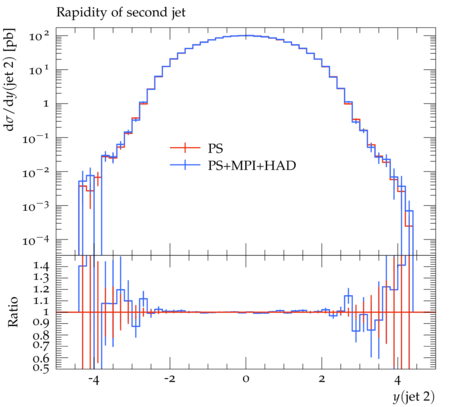 Rapidity of second jet
dσ/dy(jet 2) [pb]
10²
10¹
1
10⁻¹
10⁻²
10⁻³
10⁻⁴
PS
PS+MPI+HAD
Ratio
1.4
1.3
1.2
1.1
1
0.9
0.8
0.7
0.6
0.5
-4 -2 0 2 4
y(jet 2)